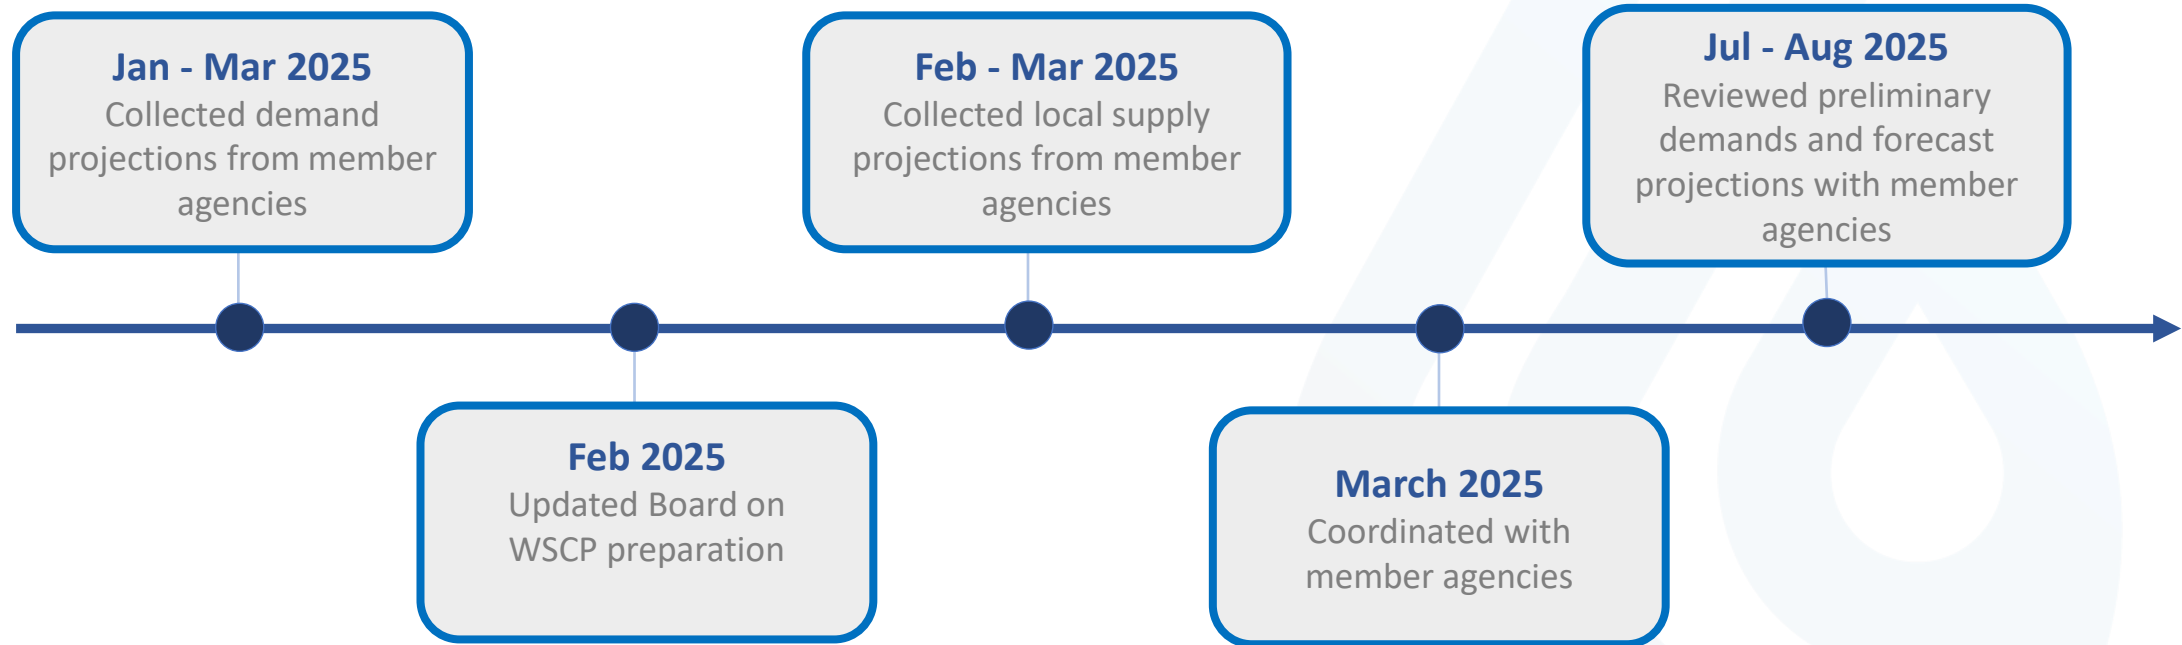 Jan - Mar 2025
Collected demand
projections from member
agencies
Feb 2025
Updated Board on
WSCP preparation
Feb - Mar 2025
Collected local supply
projections from member
agencies
March 2025
Coordinated with
member agencies
Jul - Aug 2025
Reviewed preliminary
demands and forecast
projections with member
agencies